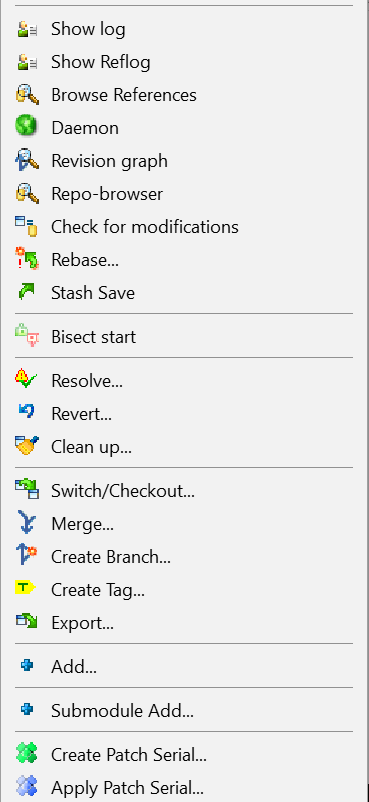 Show log
Show Reflog
Browse References
Daemon
Revision graph
Repo-browser
Check for modifications
Rebase...
Stash Save
Bisect start
Resolve...
Revert...
Clean up...
Switch/Checkout...
Merge...
Create Branch...
T Create Tag...
Export...
Add...
Submodule Add...
Create Patch Serial...
Apply Patch Serial...